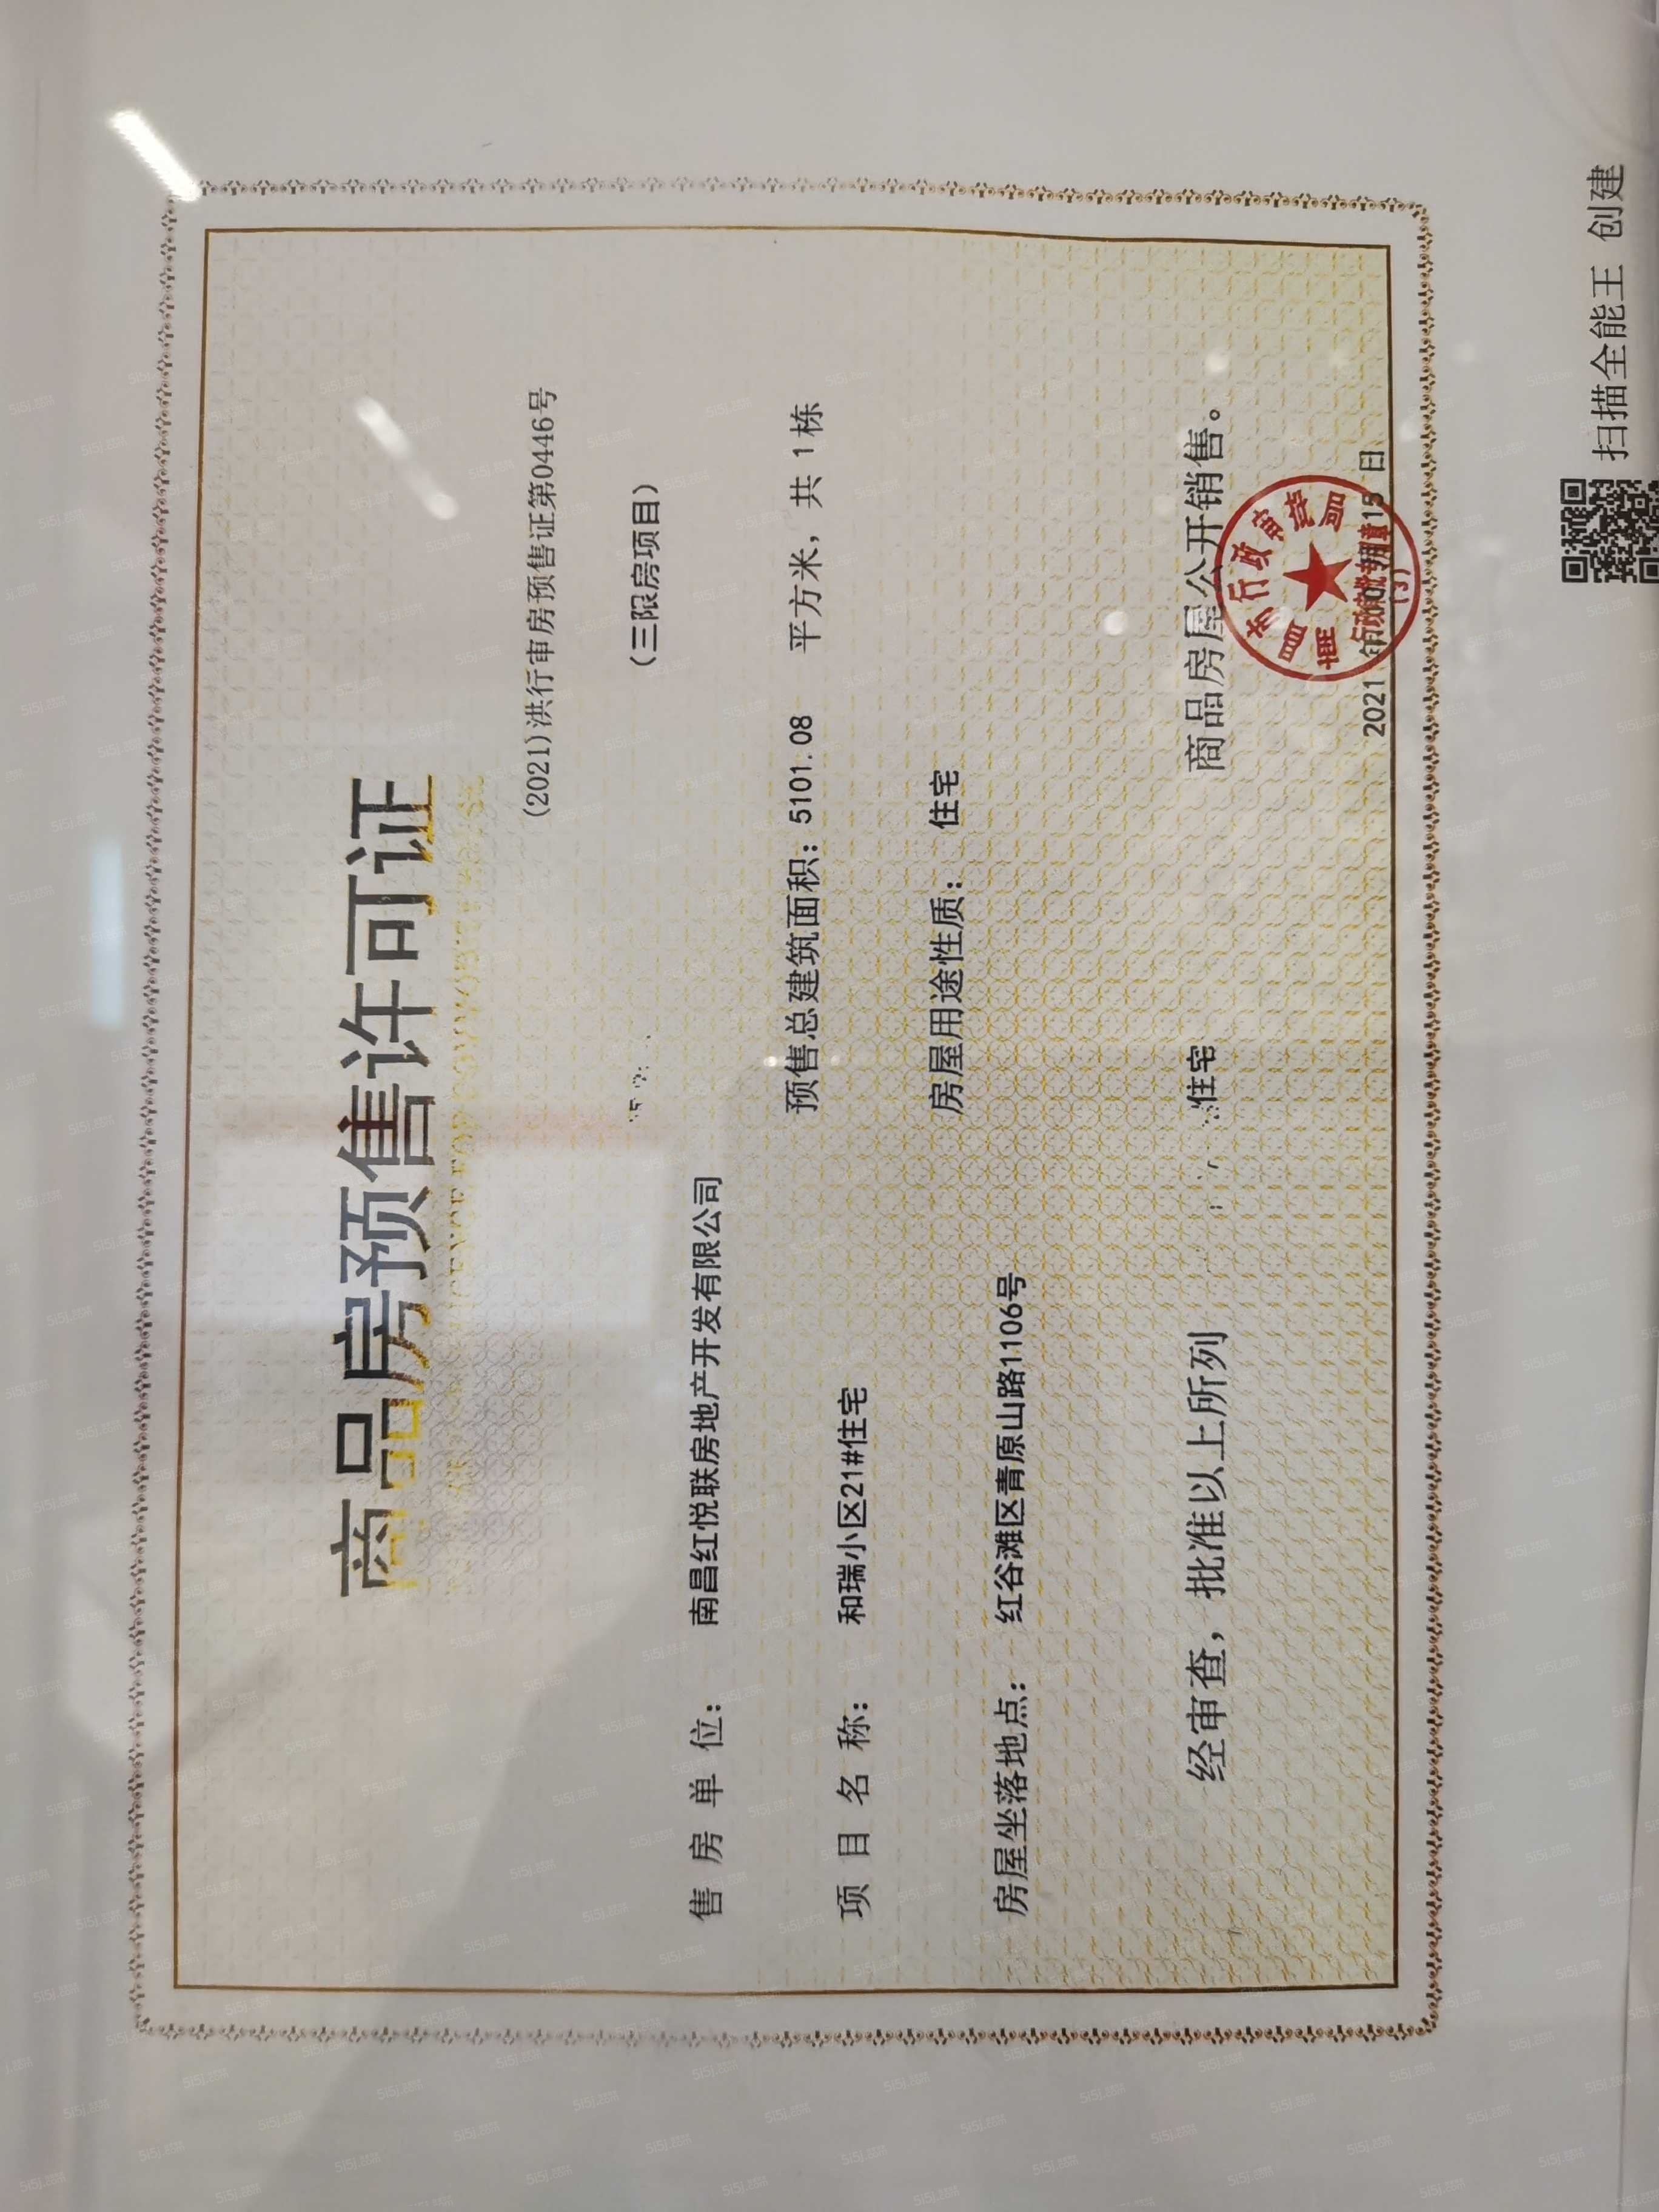 商品房预售许可证
(2021)洪行审房预售证第0446号
(三限房项目)
售房单位: 南昌红悦联房地产开发有限公司
预售总建筑面积: 5101.08 平方米, 共 1 栋
项目名称: 和瑞小区21#住宅
房屋用途性质: 住宅
房屋坐落地点: 红谷滩区青原山路1106号
经审查, 批准以上所列 住宅 商品房屋公开销售。
行政审
2021 年 15 日
扫描全能王 创建